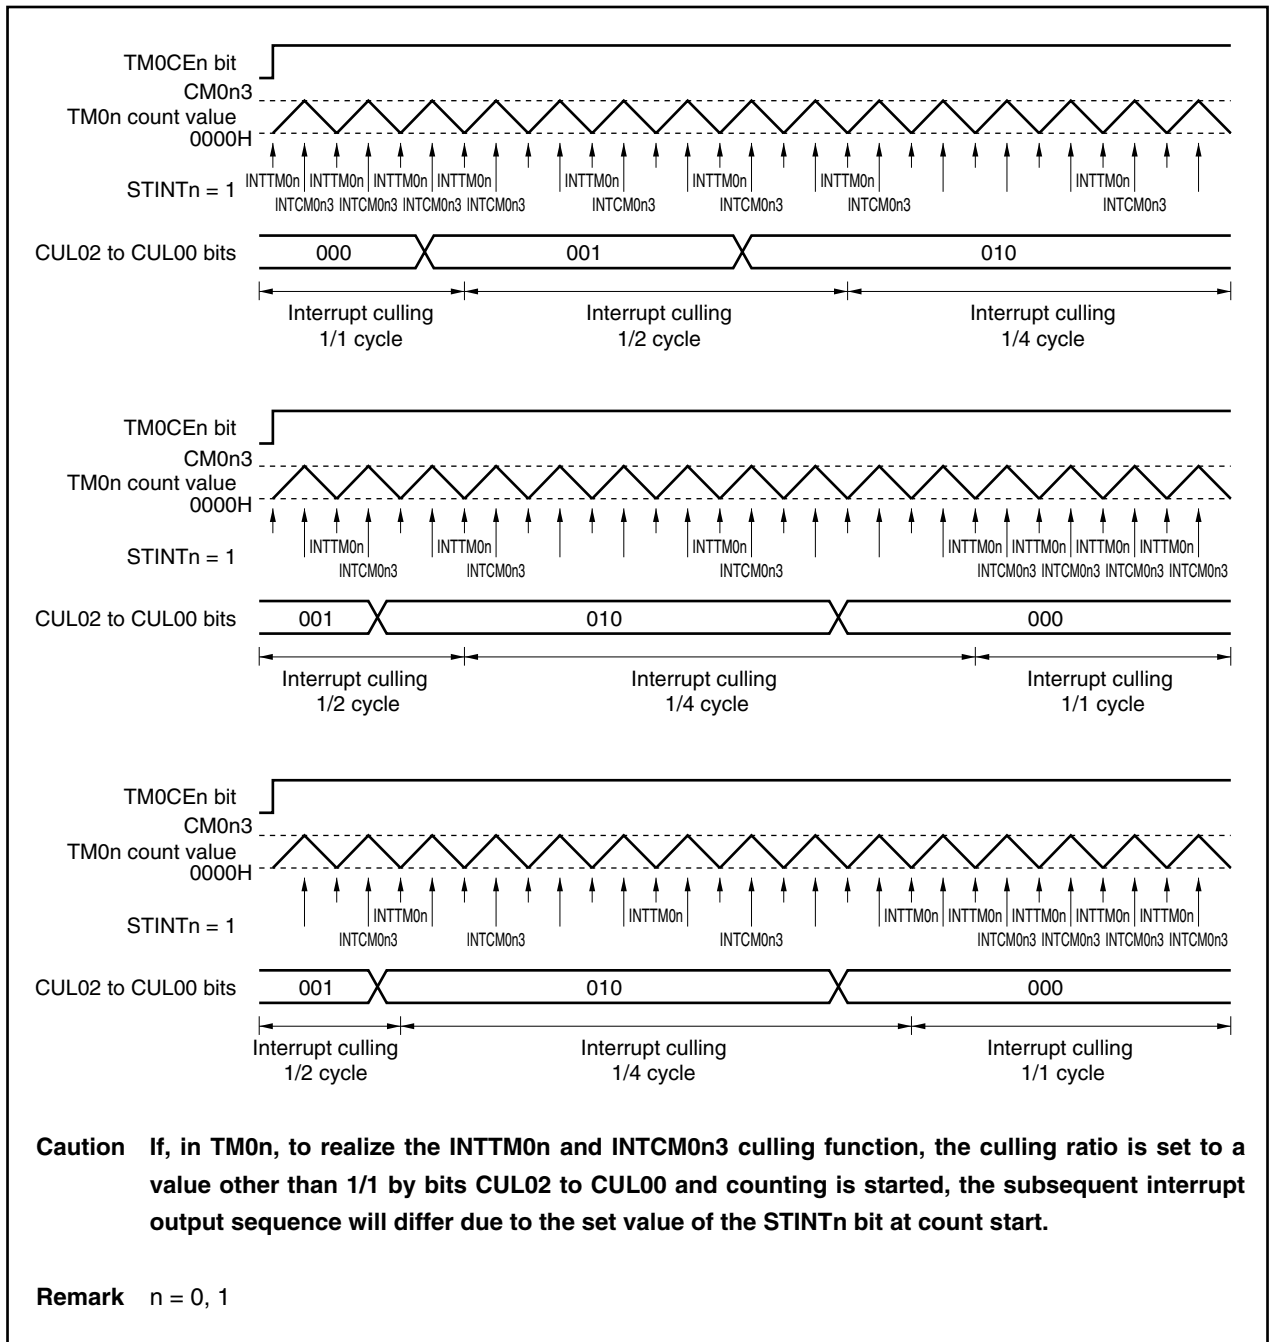 TM0CEn bit
CM0n3
TM0n count value
0000H
INTTM0n INTTM0n INTTM0n INTTM0n INTTM0n INTTM0n INTTM0n INTTM0n
STINTn = 1
INTCM0n3 INTCM0n3 INTCM0n3 INTCM0n3 INTCM0n3 INTCM0n3 INTCM0n3 INTCM0n3
CUL02 to CUL00 bits 000 001 010
Interrupt culling Interrupt culling Interrupt culling
1/1 cycle 1/2 cycle 1/4 cycle
TM0CEn bit
CM0n3
TM0n count value
0000H
INTTM0n INTTM0n INTTM0n INTTM0n INTTM0n INTTM0n INTTM0n
STINTn = 1
INTCM0n3 INTCM0n3 INTCM0n3 INTCM0n3 INTCM0n3 INTCM0n3 INTCM0n3
CUL02 to CUL00 bits 001 010 000
Interrupt culling Interrupt culling Interrupt culling
1/2 cycle 1/4 cycle 1/1 cycle
TM0CEn bit
CM0n3
TM0n count value
0000H
INTTM0n INTTM0n INTTM0n INTTM0n INTTM0n INTTM0n INTTM0n
STINTn = 1
INTCM0n3 INTCM0n3 INTCM0n3 INTCM0n3 INTCM0n3 INTCM0n3 INTCM0n3
CUL02 to CUL00 bits 001 010 000
Interrupt culling Interrupt culling Interrupt culling
1/2 cycle 1/4 cycle 1/1 cycle
Caution If, in TM0n, to realize the INTTM0n and INTCM0n3 culling function, the culling ratio is set to a
value other than 1/1 by bits CUL02 to CUL00 and counting is started, the subsequent interrupt
output sequence will differ due to the set value of the STINTn bit at count start.
Remark n = 0, 1